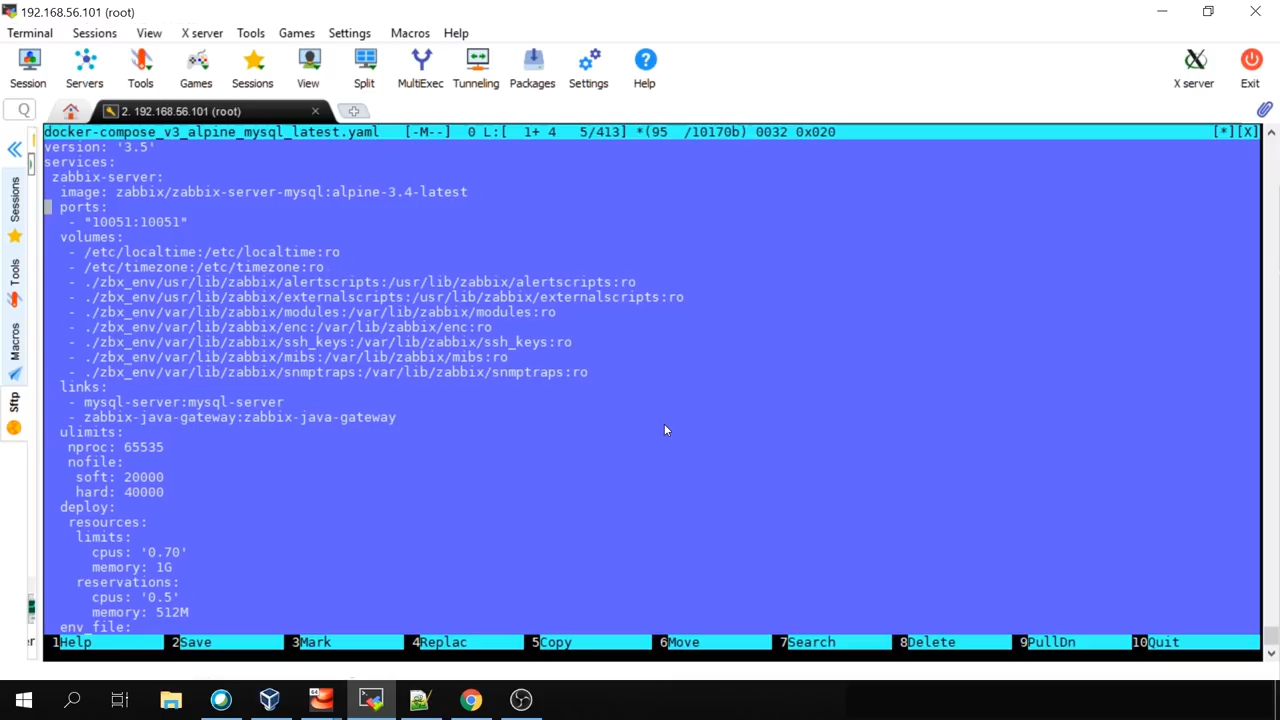 192.168.56.101 (root)
Terminal Sessions View X server Tools Games Settings Macros Help
Session Servers Tools Games Sessions View Split MultiExec Tunneling Packages Settings Help X server Exit
2. 192.168.56.101 (root)
docker-compose_v3_alpine_mysql_latest.yaml [-M--] 0 L:[ 1+ 4 5/413] *(95 /10170b) 0032 0x020 [*][X]
version: '3.5'
services:
zabbix-server:
image: zabbix/zabbix-server-mysql:alpine-3.4-latest
ports:
- "10051:10051"
volumes:
- /etc/localtime:/etc/localtime:ro
- /etc/timezone:/etc/timezone:ro
- ./zbx_env/usr/lib/zabbix/alertscripts:/usr/lib/zabbix/alertscripts:ro
- ./zbx_env/usr/lib/zabbix/externalscripts:/usr/lib/zabbix/externalscripts:ro
- ./zbx_env/var/lib/zabbix/modules:/var/lib/zabbix/modules:ro
- ./zbx_env/var/lib/zabbix/enc:/var/lib/zabbix/enc:ro
- ./zbx_env/var/lib/zabbix/ssh_keys:/var/lib/zabbix/ssh_keys:ro
- ./zbx_env/var/lib/zabbix/mibs:/var/lib/zabbix/mibs:ro
- ./zbx_env/var/lib/zabbix/snmptraps:/var/lib/zabbix/snmptraps:ro
links:
- mysql-server:mysql-server
- zabbix-java-gateway:zabbix-java-gateway
ulimits:
nproc: 65535
nofile:
soft: 20000
hard: 40000
deploy:
resources:
limits:
cpus: '0.70'
memory: 1G
reservations:
cpus: '0.5'
memory: 512M
env_file:
1Help 2Save 3Mark 4Replac 5Copy 6Move 7Search 8Delete 9PullDn 10Quit
Sessions
Tools
Macros
Sftp